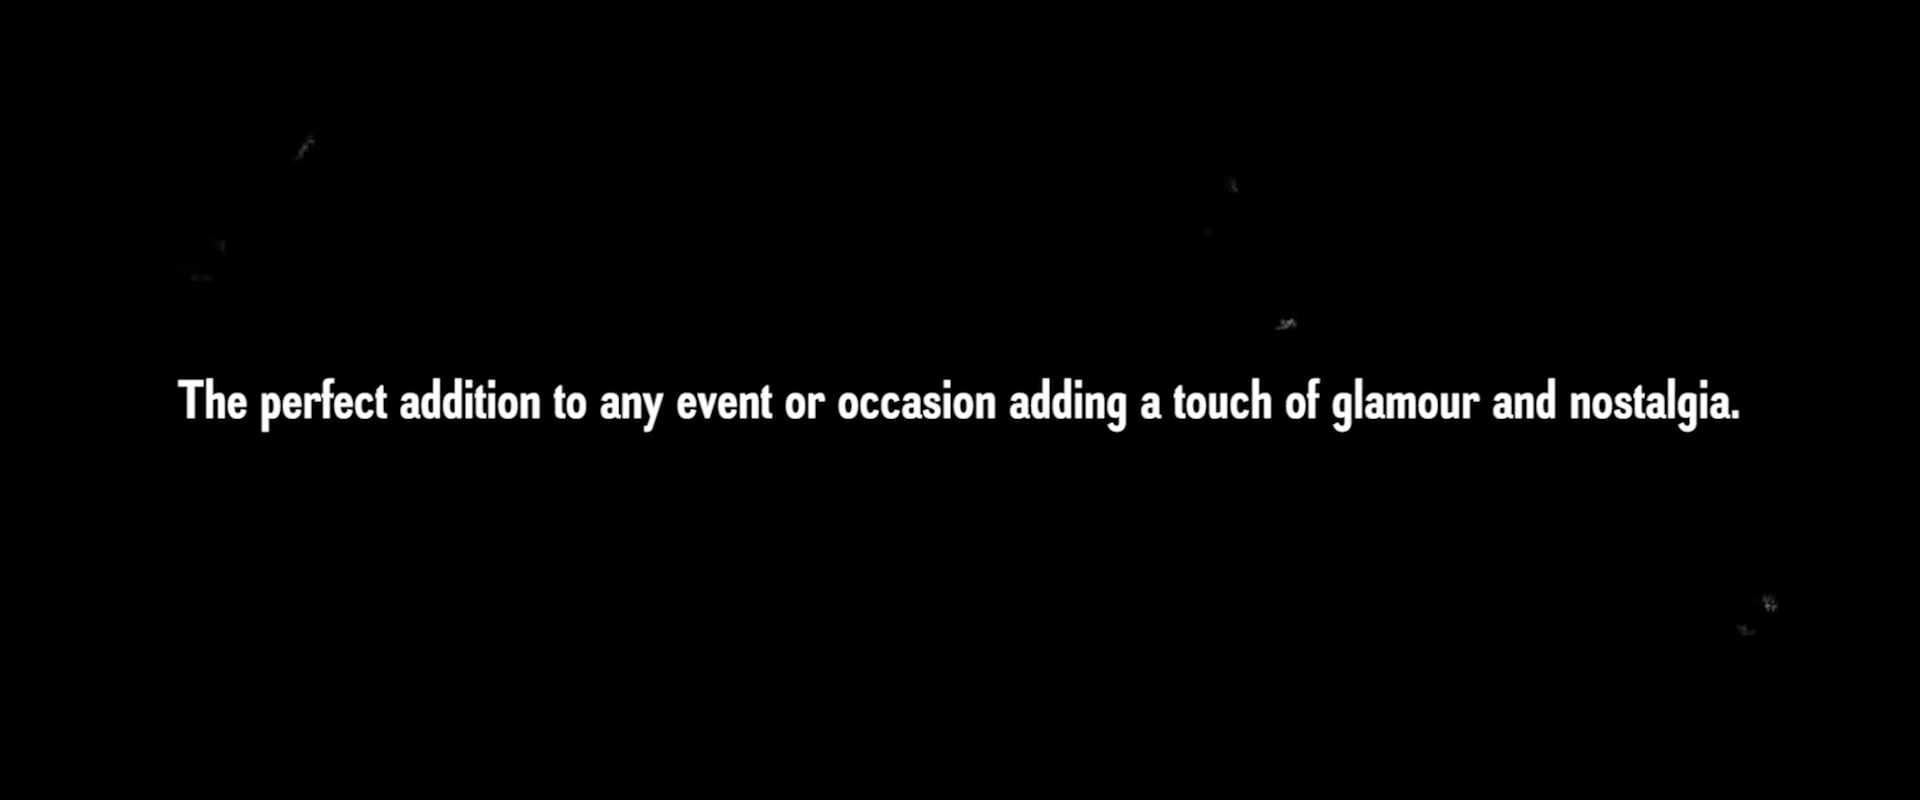 The perfect addition to any event or occasion adding a touch of glamour and nostalgia.